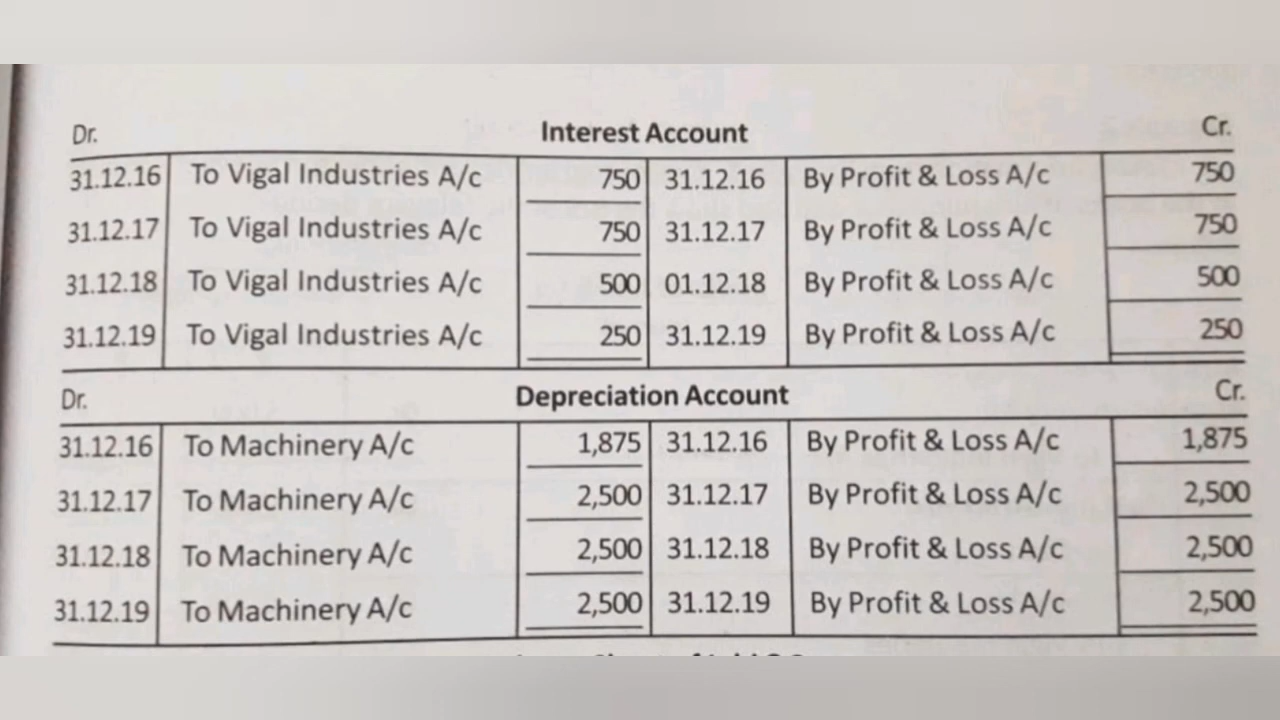 Dr. Interest Account Cr.
31.12.16 To Vigal Industries A/c 750 31.12.16 By Profit & Loss A/c 750
31.12.17 To Vigal Industries A/c 750 31.12.17 By Profit & Loss A/c 750
31.12.18 To Vigal Industries A/c 500 01.12.18 By Profit & Loss A/c 500
31.12.19 To Vigal Industries A/c 250 31.12.19 By Profit & Loss A/c 250
Dr. Depreciation Account Cr.
31.12.16 To Machinery A/c 1,875 31.12.16 By Profit & Loss A/c 1,875
31.12.17 To Machinery A/c 2,500 31.12.17 By Profit & Loss A/c 2,500
31.12.18 To Machinery A/c 2,500 31.12.18 By Profit & Loss A/c 2,500
31.12.19 To Machinery A/c 2,500 31.12.19 By Profit & Loss A/c 2,500